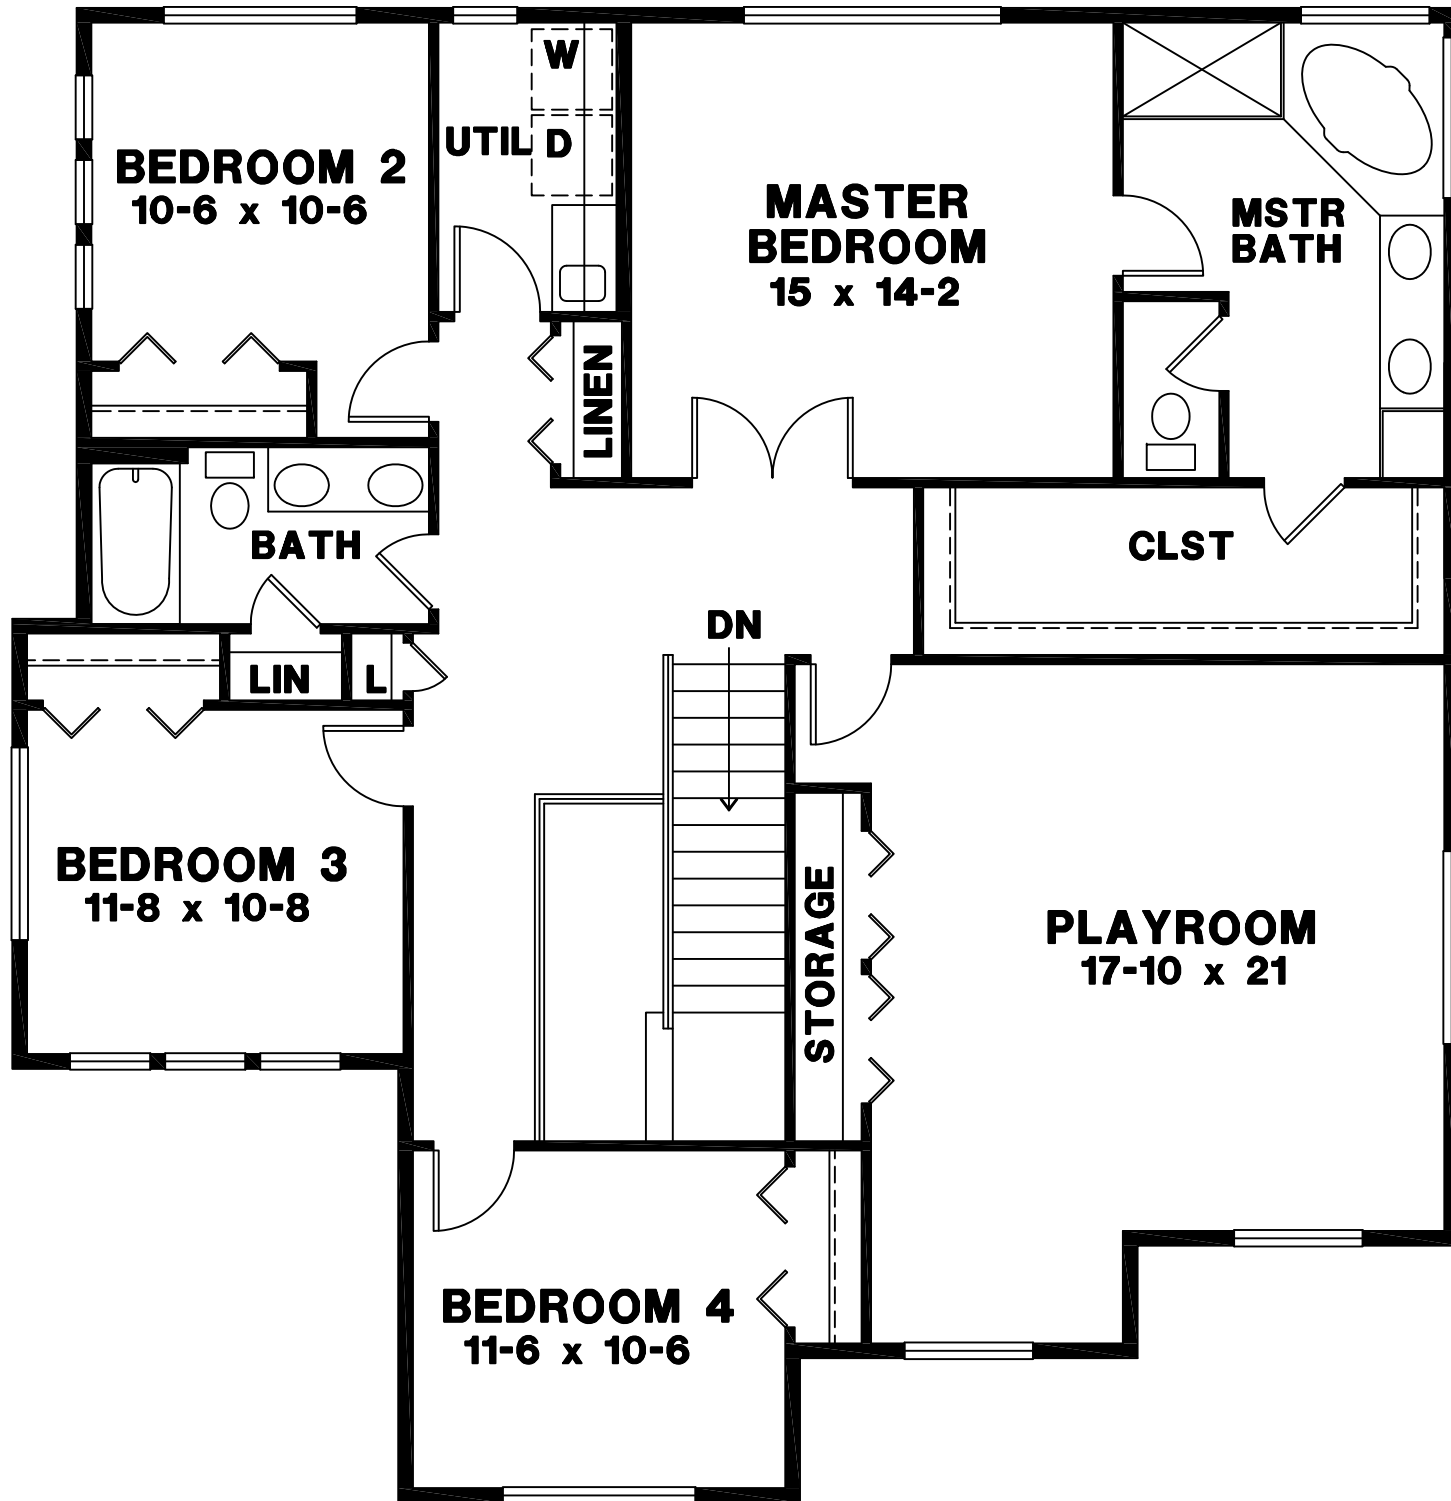 W
UTIL D
BEDROOM 2
10-6 x 10-6
MASTER
BEDROOM
15 x 14-2
MSTR
BATH
LINEN
BATH
CLST
DN
LIN
L
BEDROOM 3
11-8 x 10-8
STORAGE
PLAYROOM
17-10 x 21
BEDROOM 4
11-6 x 10-6